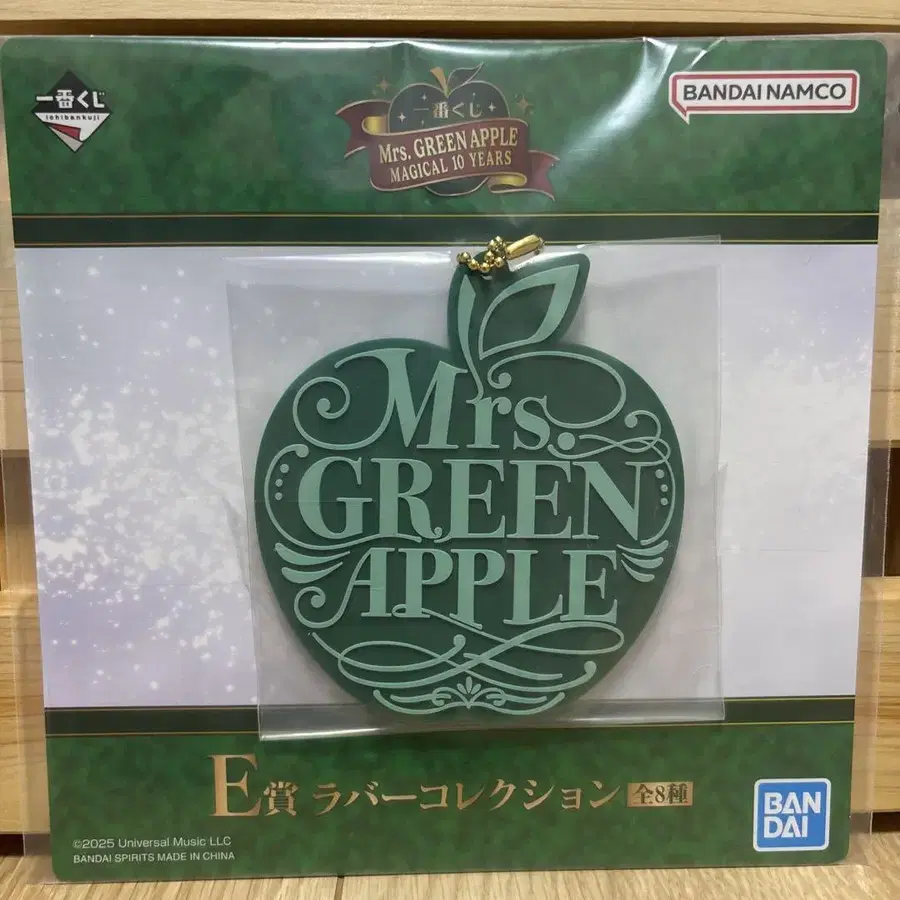 一番くじ
ichibankuji
一番くじ
Mrs. GREEN APPLE
MAGICAL 10 YEARS
BANDAI NAMCO
Mrs.
GREEN
APPLE
E賞 ラバーコレクション 全8種
©2025 Universal Music LLC
BANDAI SPIRITS MADE IN CHINA
BAN
DAI